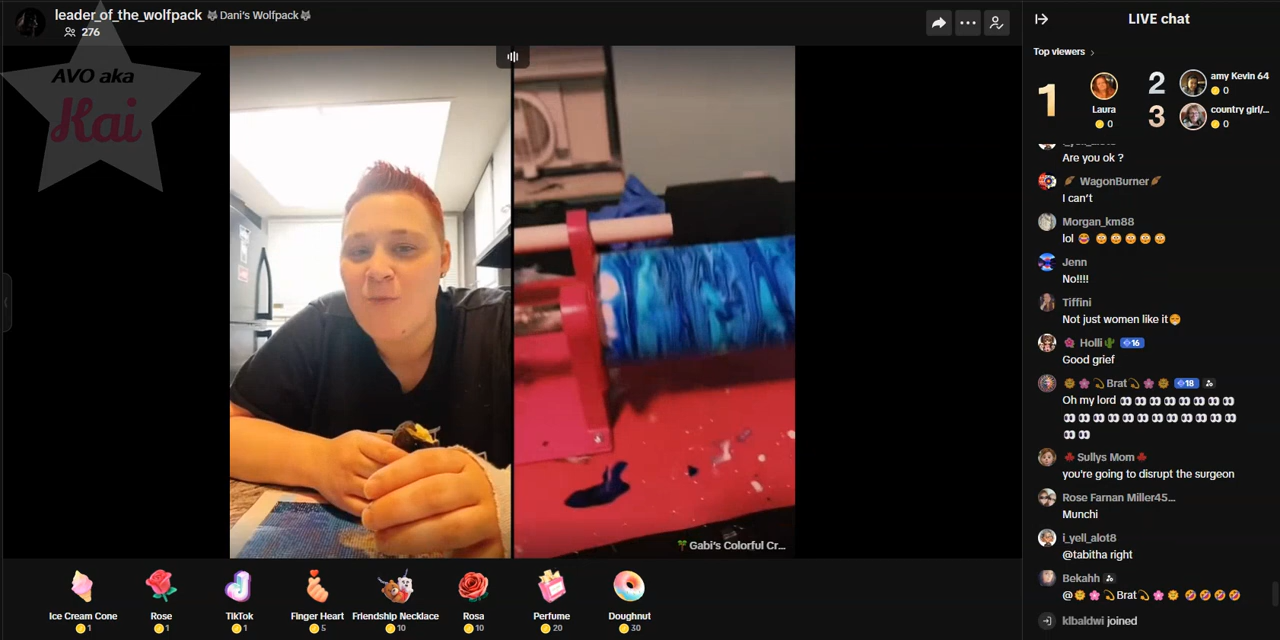 leader_of_the_wolfpack 🐺Dani's Wolfpack🐺
276
AVO aka
Kai
🌴Gabi's Colorful Cr...
Ice Cream Cone
1
Rose
1
TikTok
1
Finger Heart
5
Friendship Necklace
10
Rosa
10
Perfume
20
Doughnut
30
LIVE chat
Top viewers >
1
Laura
0
2
amy Kevin 64
0
3
country girl/...
0
Are you ok ?
🪶 WagonBurner🪶
I can't
Morgan_km88
lol
Jenn
No!!!!
Tiffini
Not just women like it
🌺 Holli🌵 16
Good grief
🌼🌸💫Brat💫🌸🌼 18
Oh my lord 👀👀👀👀👀👀👀👀
👀👀👀👀👀👀👀👀👀👀👀👀
👀👀
🍁Sullys Mom🍁
you're going to disrupt the surgeon
Rose Farnan Miller45...
Munchi
i_yell_alot8
@tabitha right
Bekahh
@🌼🌸💫Brat💫🌸🌼 🤣🤣🤣🤣
klbaldwi joined